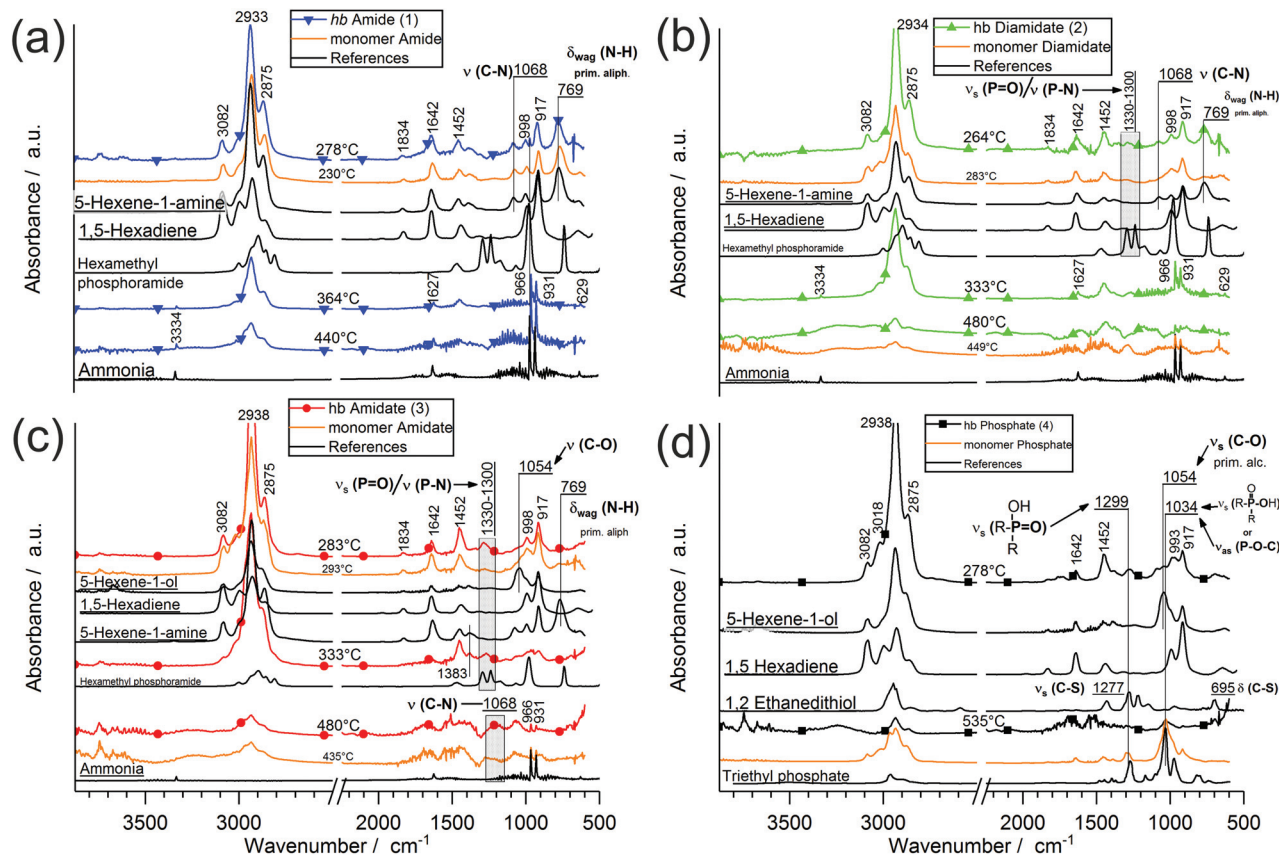 (a)
2933
hb Amide (1)
monomer Amide
References
ν (C-N)
1068
δwag (N-H)
prim. aliph.
769
3082
2875
1834
1642
1452
998
917
278°C
230°C
5-Hexene-1-amine
1,5-Hexadiene
Hexamethyl
phosphoramide
1627
966
931
629
364°C
3334
440°C
Ammonia
Absorbance / a.u.
(b)
2934
hb Diamidate (2)
monomer Diamidate
References
νs (P=O)/ν (P-N)
1330-1300
1068
ν (C-N)
δwag (N-H)
prim. aliph.
769
3082
2875
1834
1642
1452
998
917
264°C
283°C
5-Hexene-1-amine
1,5-Hexadiene
Hexamethyl phosphoramide
3334
1627
966
931
629
333°C
480°C
449°C
Ammonia
Absorbance / a.u.
(c)
2938
hb Amidate (3)
monomer Amidate
References
νs (P=O)/ν (P-N)
1330-1300
ν (C-O)
1054
769
δwag (N-H)
prim. aliph
3082
2875
1834
1642
1452
998
917
283°C
293°C
5-Hexene-1-ol
1,5-Hexadiene
5-Hexene-1-amine
333°C
1383
Hexamethyl phosphoramide
ν (C-N)
1068
966
931
480°C
435°C
Ammonia
Absorbance / a.u.
3500
3000
2000
1500
1000
500
Wavenumber / cm-1
(d)
2938
hb Phosphate (4)
monomer Phosphate
References
νs (C-O)
prim. alc.
1054
1034
νs (R-P-OH)
O
R
or
νas (P-O-C)
OH
νs (R-P=O)
R
1299
3082
3018
2875
1642
1452
993
917
278°C
5-Hexene-1-ol
1,5 Hexadiene
1,2 Ethanedithiol
νs (C-S)
1277
695 δ (C-S)
535°C
Triethyl phosphate
Absorbance / a.u.
3500
3000
2000
1500
1000
500
Wavenumber / cm-1